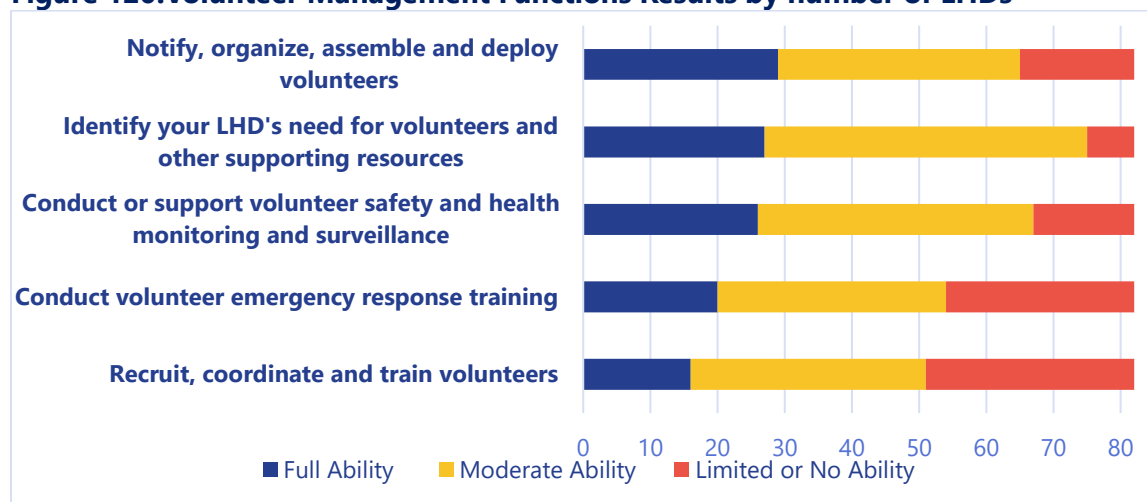 Notify, organize, assemble and deploy
volunteers
Identify your LHD's need for volunteers and
other supporting resources
Conduct or support volunteer safety and health
monitoring and surveillance
Conduct volunteer emergency response training
Recruit, coordinate and train volunteers
0 10 20 30 40 50 60 70 80
Full Ability Moderate Ability Limited or No Ability